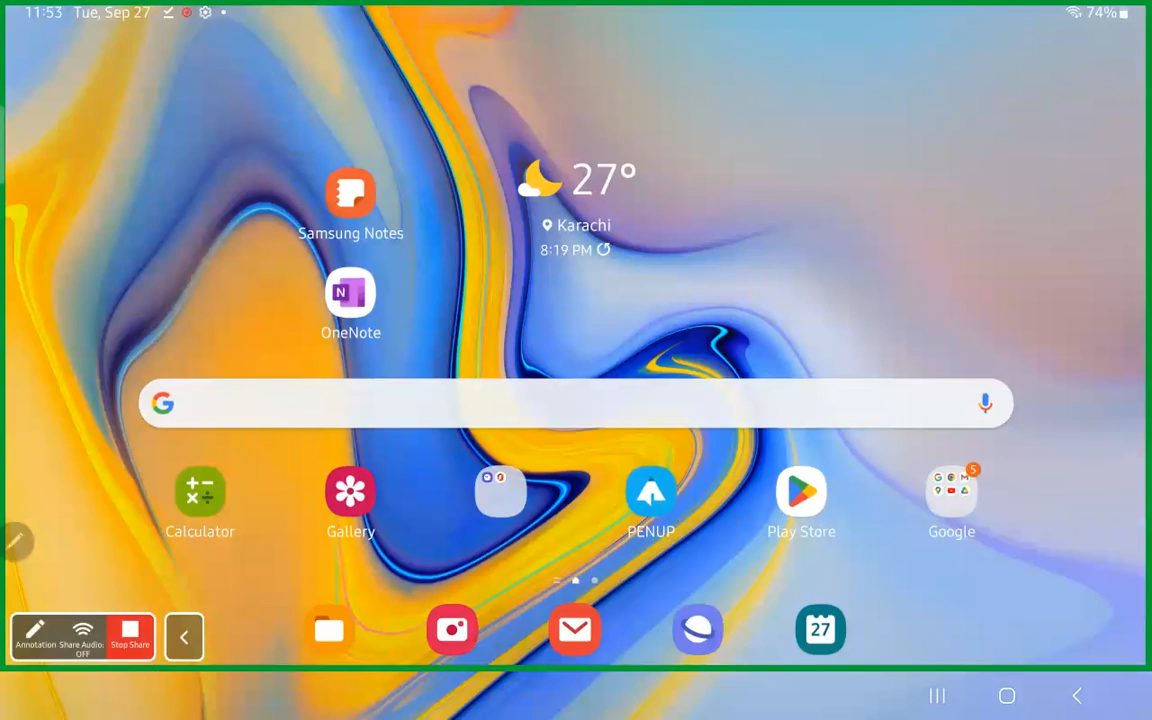 11:53 Tue, Sep 27
74%
27°
Karachi
8:19 PM
Samsung Notes
N
OneNote
G
Calculator
Gallery
PENUP
Play Store
5
Google
Annotation
Share Audio: OFF
Stop Share
27